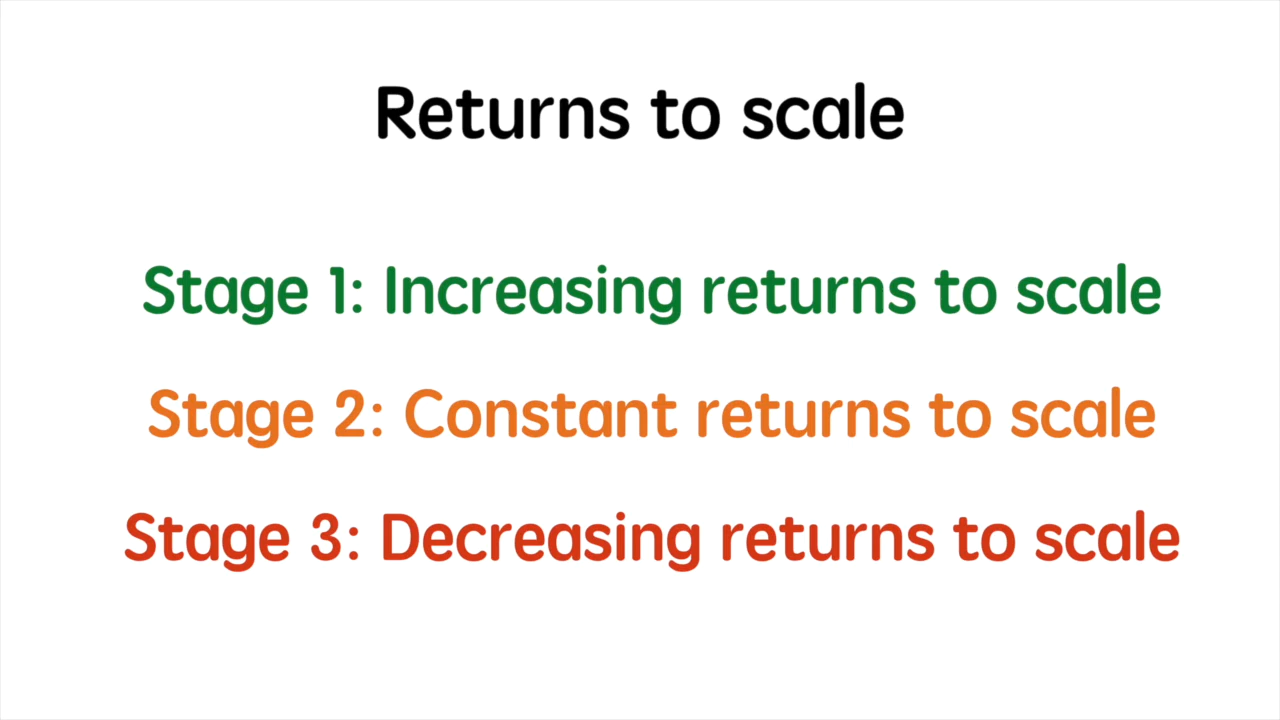 Returns to scale
Stage 1: Increasing returns to scale
Stage 2: Constant returns to scale
Stage 3: Decreasing returns to scale